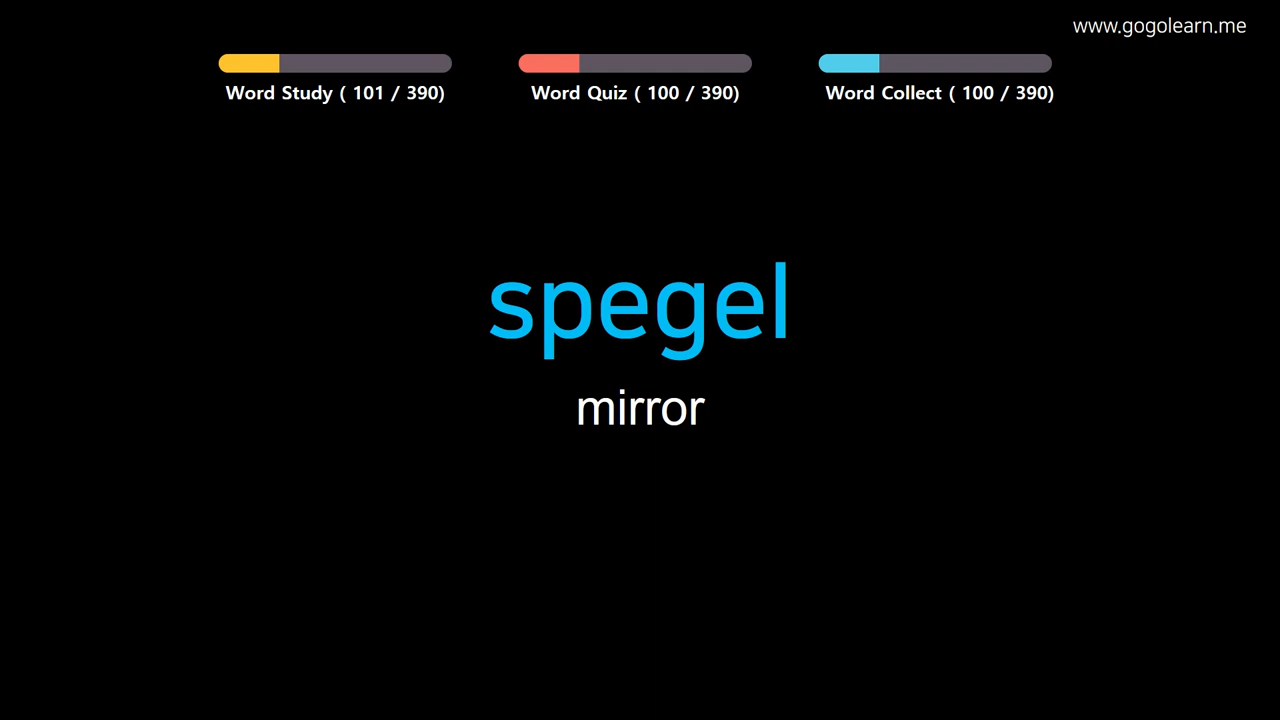 www.gogolearn.me
Word Study ( 101 / 390)
Word Quiz ( 100 / 390)
Word Collect ( 100 / 390)
spegel
mirror